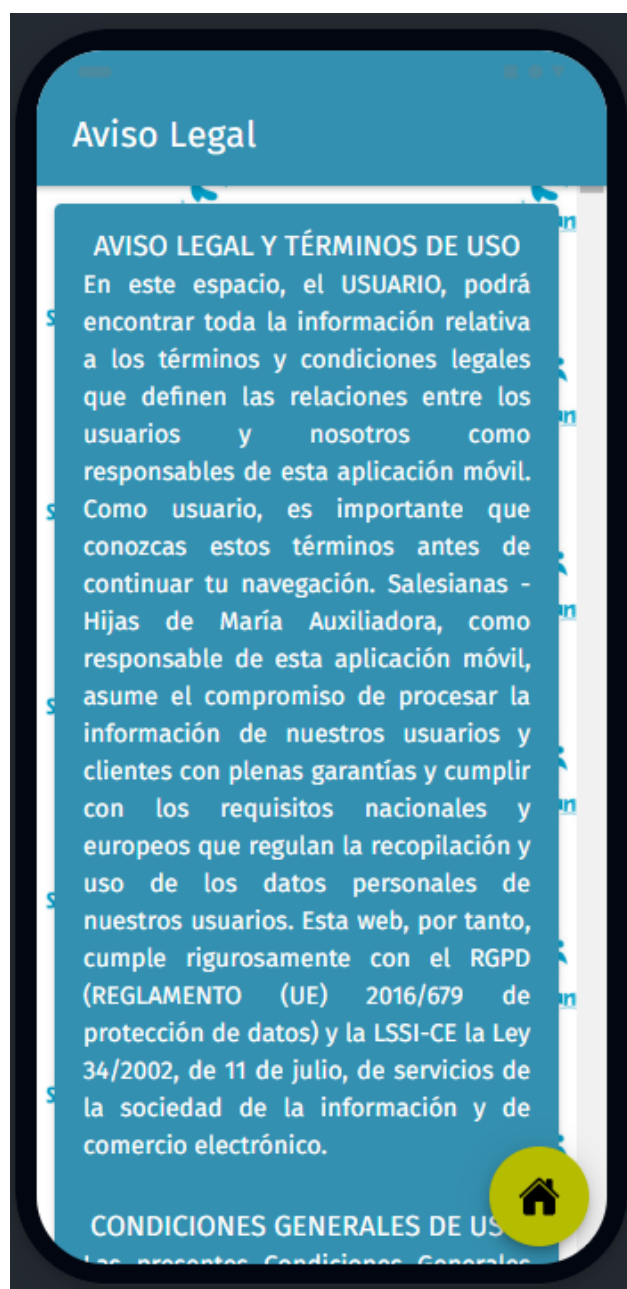 Aviso Legal
AVISO LEGAL Y TÉRMINOS DE USO
En este espacio, el USUARIO, podrá
encontrar toda la información relativa
a los términos y condiciones legales
que definen las relaciones entre los
usuarios y nosotros como
responsables de esta aplicación móvil.
Como usuario, es importante que
conozcas estos términos antes de
continuar tu navegación. Salesianas -
Hijas de María Auxiliadora, como
responsable de esta aplicación móvil,
asume el compromiso de procesar la
información de nuestros usuarios y
clientes con plenas garantías y cumplir
con los requisitos nacionales y
europeos que regulan la recopilación y
uso de los datos personales de
nuestros usuarios. Esta web, por tanto,
cumple rigurosamente con el RGPD
(REGLAMENTO (UE) 2016/679 de
protección de datos) y la LSSI-CE la Ley
34/2002, de 11 de julio, de servicios de
la sociedad de la información y de
comercio electrónico.
CONDICIONES GENERALES DE US
Las presentes Condiciones Generales